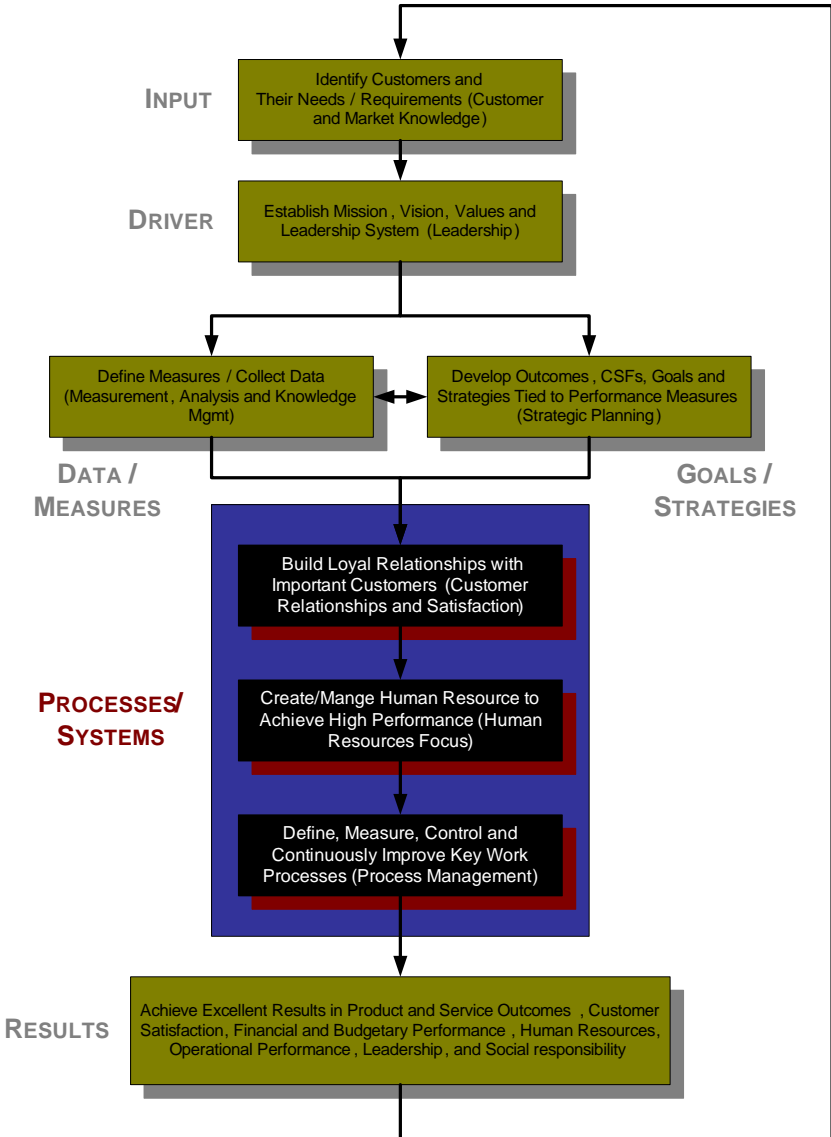 INPUT
Identify Customers and
Their Needs / Requirements (Customer
and Market Knowledge)
DRIVER
Establish Mission , Vision, Values and
Leadership System (Leadership)
Define Measures / Collect Data
(Measurement, Analysis and Knowledge
Mgmt)
Develop Outcomes , CSFs, Goals and
Strategies Tied to Performance Measures
(Strategic Planning)
DATA /
MEASURES
GOALS /
STRATEGIES
Build Loyal Relationships with
Important Customers (Customer
Relationships and Satisfaction)
PROCESSES/
SYSTEMS
Create/Mange Human Resource to
Achieve High Performance (Human
Resources Focus)
Define, Measure, Control and
Continuously Improve Key Work
Processes (Process Management)
RESULTS
Achieve Excellent Results in Product and Service Outcomes , Customer
Satisfaction, Financial and Budgetary Performance , Human Resources,
Operational Performance , Leadership, and Social responsibility